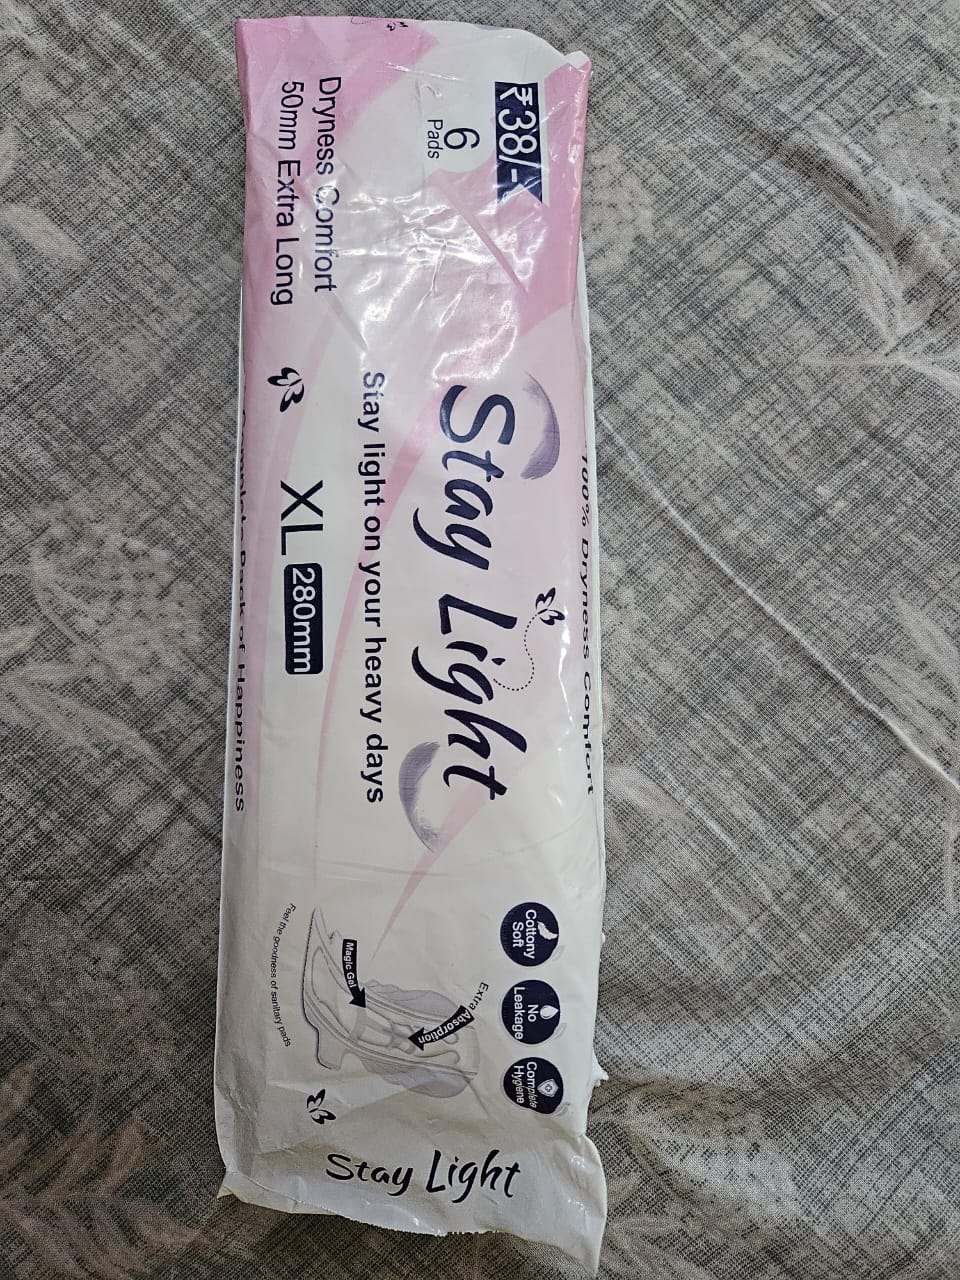 100% Dryness Comfort
₹38/-
6
Pads
Dryness Comfort
50mm Extra Long
Stay Light
Stay light on your heavy days
XL 280mm
Cottony
Soft
No
Leakage
Complete
Hygiene
Extra Absorption
Magic Gel
Feel the goodness of sanitary pads
Stay Light
Pack of Happiness